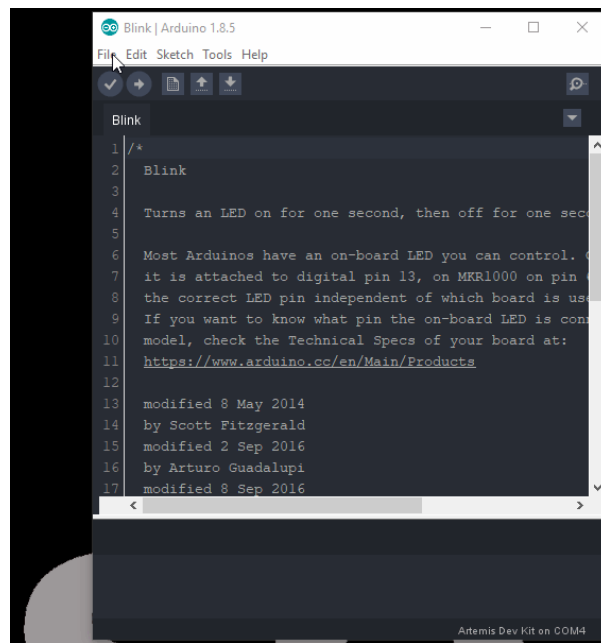 Blink | Arduino 1.8.5
File Edit Sketch Tools Help
Blink
1 /*
2 Blink
3
4 Turns an LED on for one second, then off for one
5
6 Most Arduinos have an on-board LED you can control.
7 it is attached to digital pin 13, on MKR1000 on pin
8 the correct LED pin independent of which board is
9 If you want to know what pin the on-board LED is
10 model, check the Technical Specs of your board at:
11 https://www.arduino.cc/en/Main/Products
12
13 modified 8 May 2014
14 by Scott Fitzgerald
15 modified 2 Sep 2016
16 by Arturo Guadalupi
17 modified 8 Sep 2016
Artemis Dev Kit on COM4